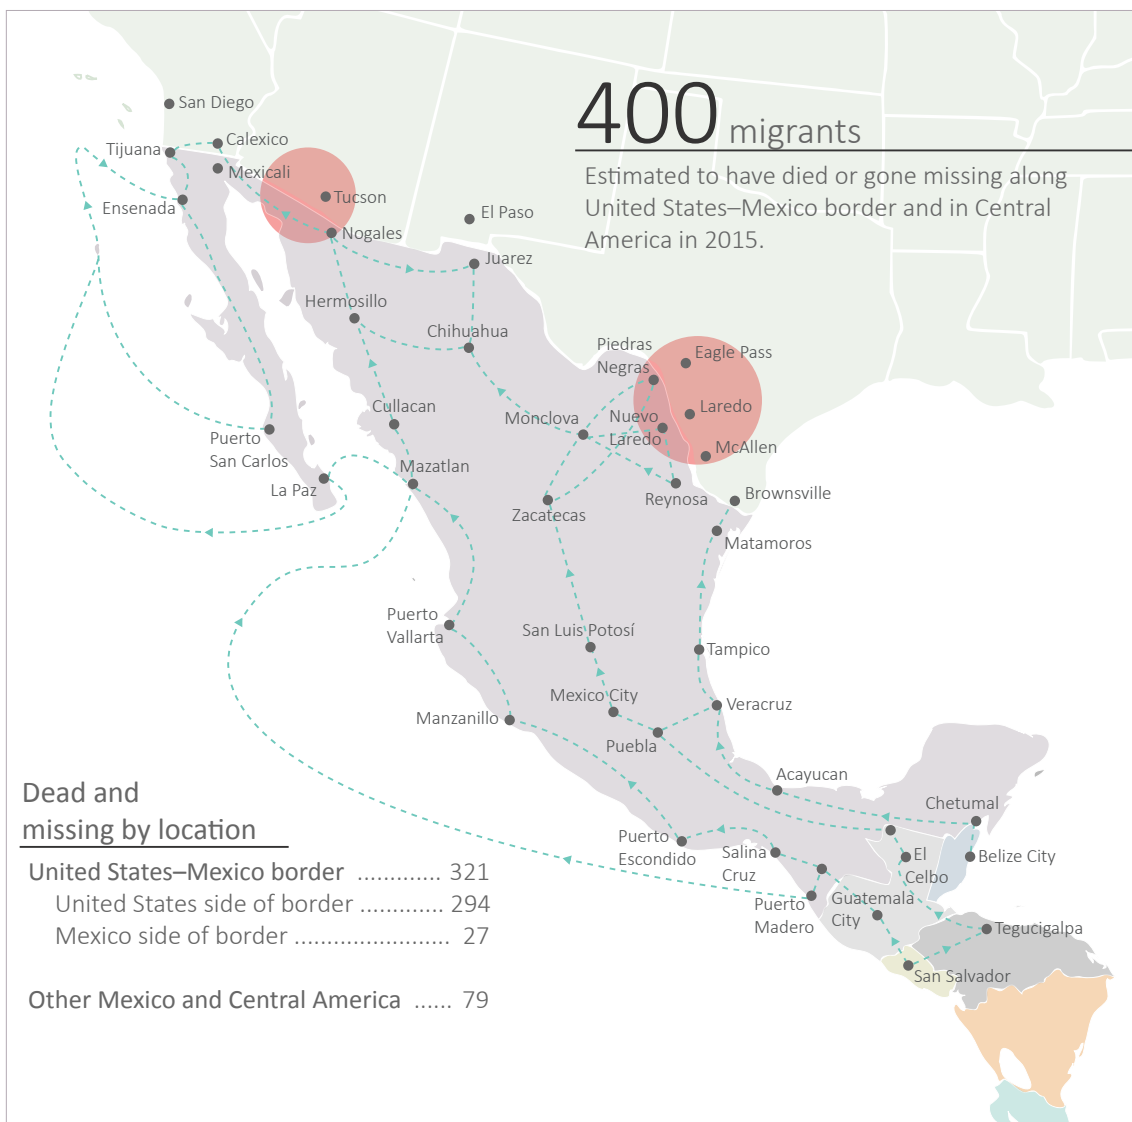 400 migrants
Estimated to have died or gone missing along
United States–Mexico border and in Central
America in 2015.
San Diego
Calexico
Tijuana
Mexicali
Ensenada
Tucson
Nogales
El Paso
Juarez
Hermosillo
Chihuahua
Piedras
Negras
Eagle Pass
Cullacan
Monclova
Nuevo
Laredo
Laredo
McAllen
Puerto
San Carlos
La Paz
Mazatlan
Reynosa
Brownsville
Zacatecas
Matamoros
Puerto
Vallarta
San Luis Potosí
Tampico
Mexico City
Veracruz
Manzanillo
Puebla
Acayucan
Chetumal
Puerto
Escondido
Salina
Cruz
El
Celbo
Belize City
Puerto
Madero
Guatemala
City
Tegucigalpa
San Salvador
Dead and
missing by location
United States–Mexico border ............. 321
United States side of border ............. 294
Mexico side of border ........................ 27
Other Mexico and Central America ...... 79